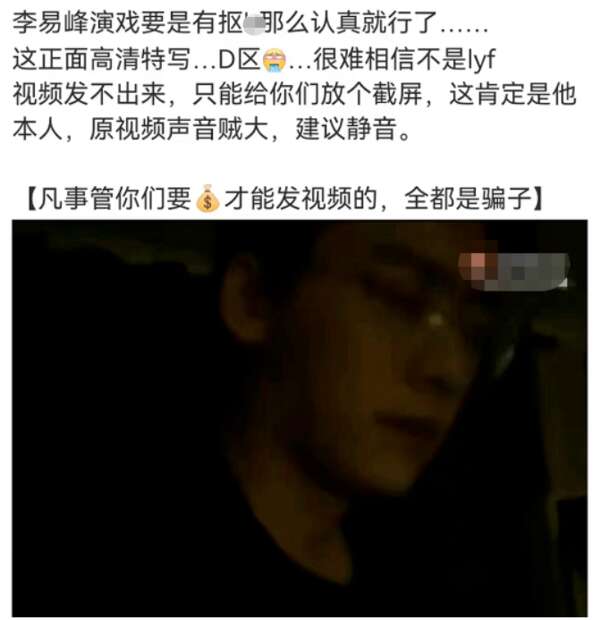 李易峰演戏要是有抠 那么认真就行了……
这正面高清特写…D区😭…很难相信不是lyf
视频发不出来，只能给你们放个截屏，这肯定是他
本人，原视频声音贼大，建议静音。
【凡事管你们要💰才能发视频的，全都是骗子】